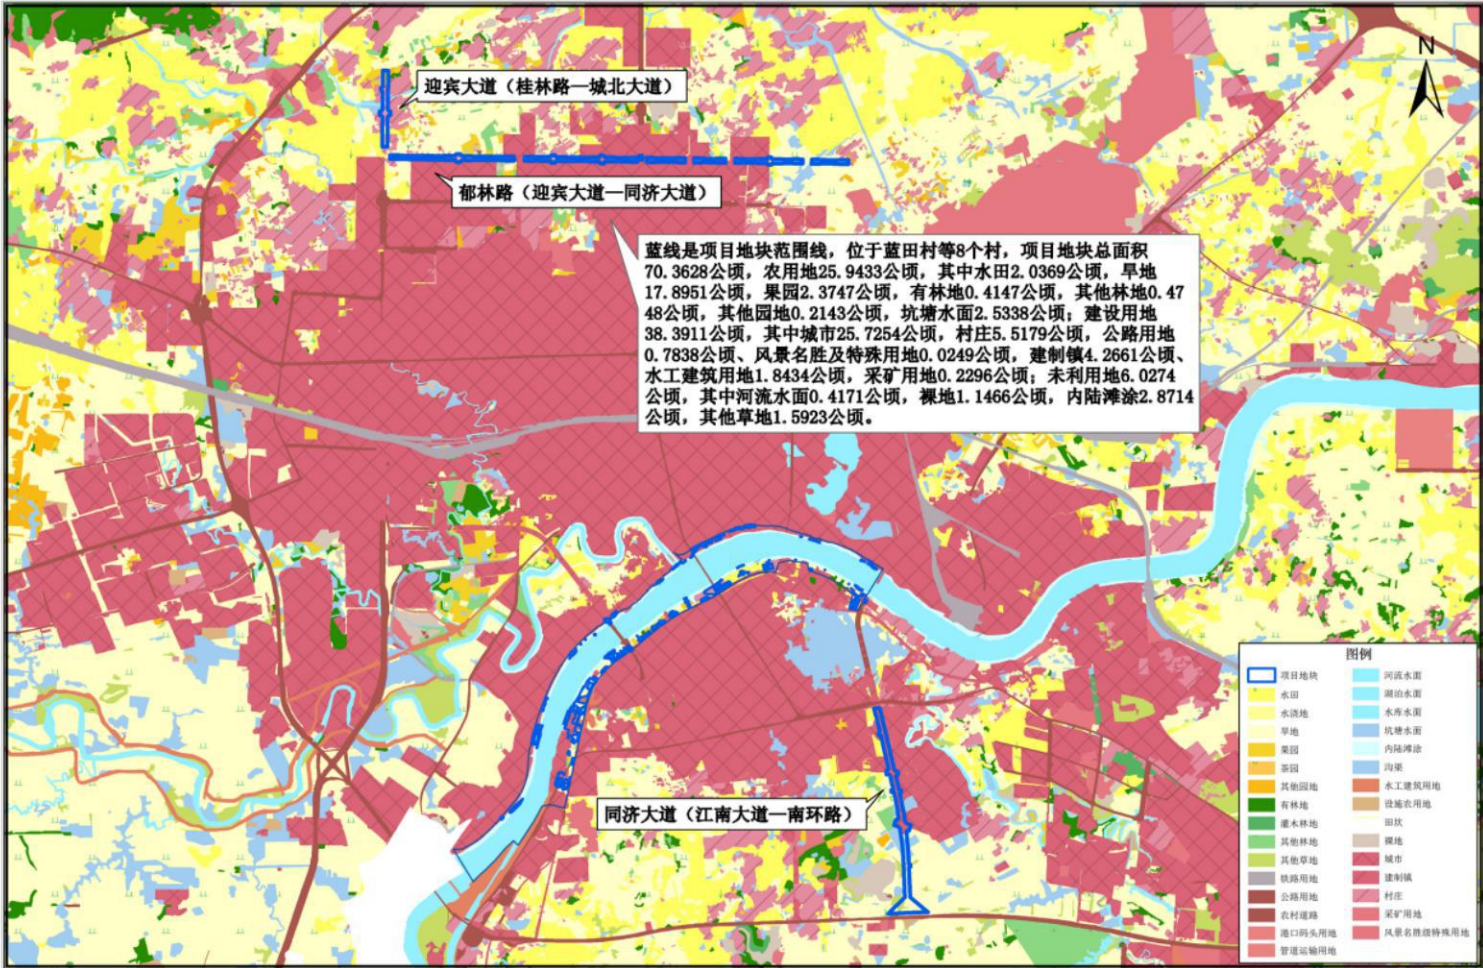 N
迎宾大道（桂林路—城北大道）
郁林路（迎宾大道—同济大道）
蓝线是项目地块范围线，位于蓝田村等8个村，项目地块总面积
70.3628公顷，农用地25.9433公顷，其中水田2.0369公顷，旱地
17.8951公顷，果园2.3747公顷，有林地0.4147公顷，其他林地0.47
48公顷，其他园地0.2143公顷，坑塘水面2.5338公顷；建设用地
38.3911公顷，其中城市25.7254公顷，村庄5.5179公顷，公路用地
0.7838公顷、风景名胜及特殊用地0.0249公顷，建制镇4.2661公顷、
水工建筑用地1.8434公顷，采矿用地0.2296公顷；未利用地6.0274
公顷，其中河流水面0.4171公顷，裸地1.1466公顷，内陆滩涂2.8714
公顷，其他草地1.5923公顷。
同济大道（江南大道—南环路）
图例
项目地块
水田
水浇地
旱地
果园
茶园
其他园地
有林地
灌木林地
其他林地
其他草地
铁路用地
公路用地
农村道路
港口码头用地
管道运输用地
河流水面
湖泊水面
水库水面
坑塘水面
内陆滩涂
沟渠
水工建筑用地
设施农用地
田坎
裸地
城市
建制镇
村庄
采矿用地
风景名胜级特殊用地